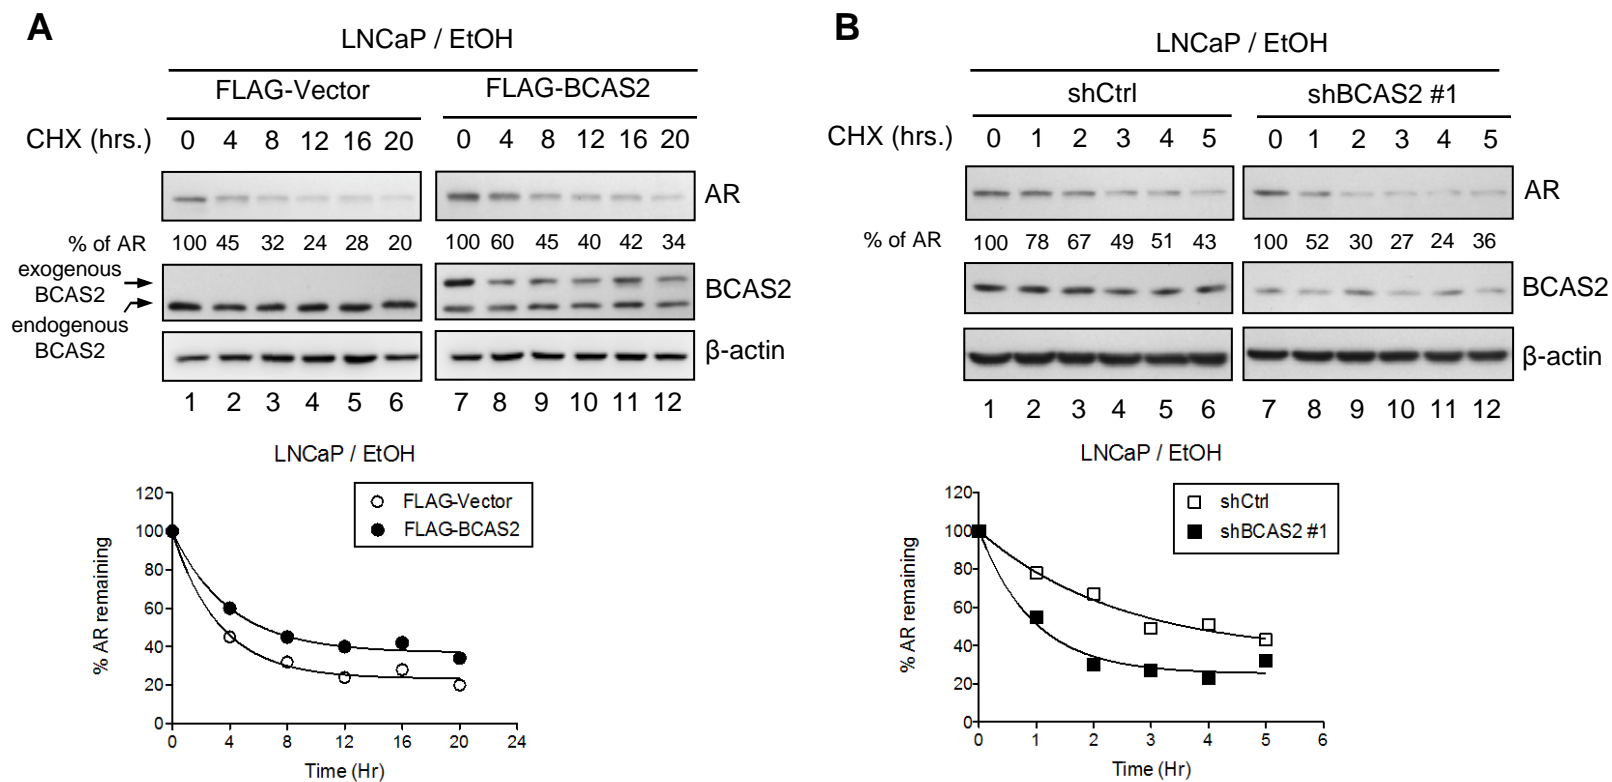 A
LNCaP / EtOH
FLAG-Vector FLAG-BCAS2
CHX (hrs.) 0 4 8 12 16 20 0 4 8 12 16 20
AR
% of AR 100 45 32 24 28 20 100 60 45 40 42 34
exogenous
BCAS2
BCAS2
endogenous
BCAS2
β-actin
1 2 3 4 5 6 7 8 9 10 11 12
LNCaP / EtOH
FLAG-Vector
FLAG-BCAS2
% AR remaining
120
100
80
60
40
20
0
0 4 8 12 16 20 24
Time (Hr)
B
LNCaP / EtOH
shCtrl shBCAS2 #1
CHX (hrs.) 0 1 2 3 4 5 0 1 2 3 4 5
AR
% of AR 100 78 67 49 51 43 100 52 30 27 24 36
BCAS2
β-actin
1 2 3 4 5 6 7 8 9 10 11 12
LNCaP / EtOH
shCtrl
shBCAS2 #1
% AR remaining
120
100
80
60
40
20
0
0 1 2 3 4 5 6
Time (Hr)